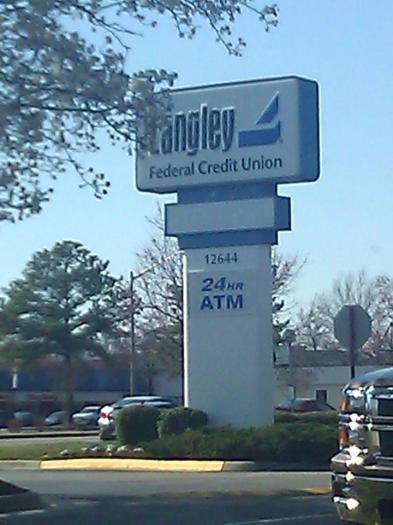 Langley
Federal Credit Union
12644
24HR
ATM